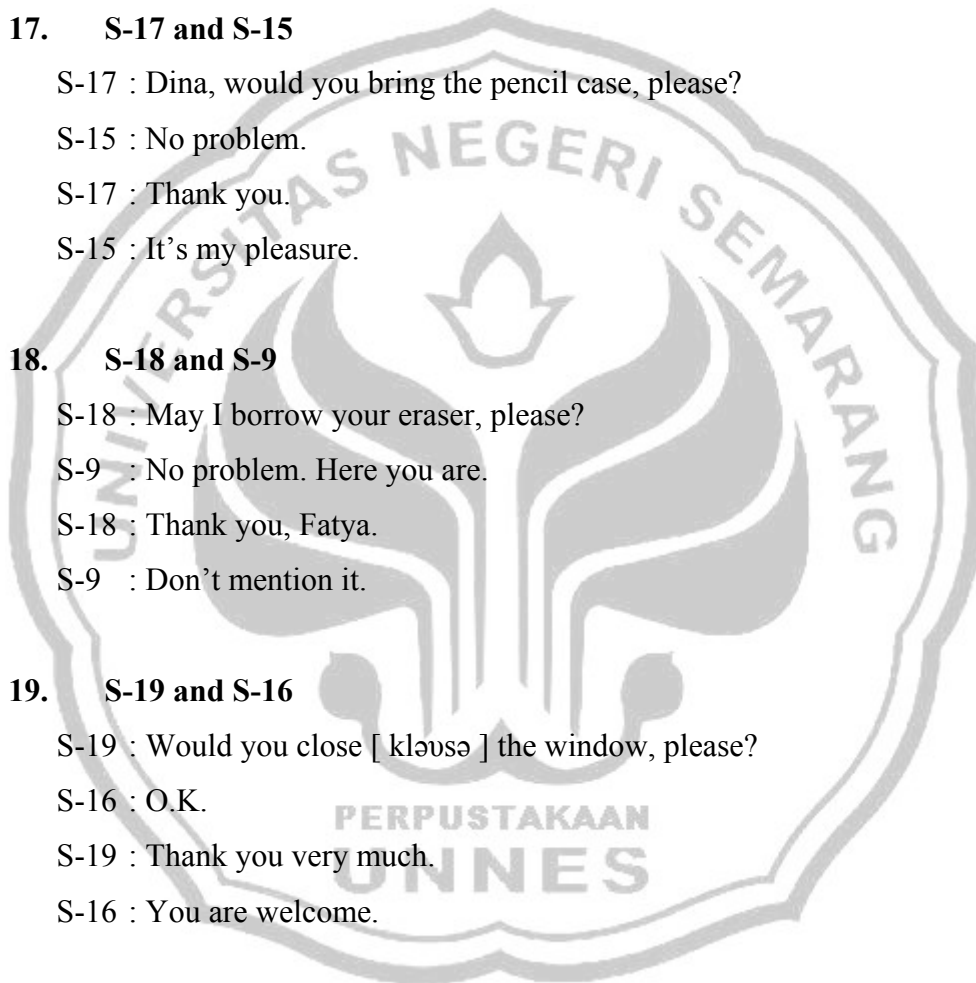 17. S-17 and S-15
S-17 : Dina, would you bring the pencil case, please?
S-15 : No problem.
S-17 : Thank you.
S-15 : It’s my pleasure.
18. S-18 and S-9
S-18 : May I borrow your eraser, please?
S-9 : No problem. Here you are.
S-18 : Thank you, Fatya.
S-9 : Don’t mention it.
19. S-19 and S-16
S-19 : Would you close [ kləʊsə ] the window, please?
S-16 : O.K.
S-19 : Thank you very much.
S-16 : You are welcome.
UNIVERSITAS NEGERI SEMARANG
PERPUSTAKAAN
UNNES